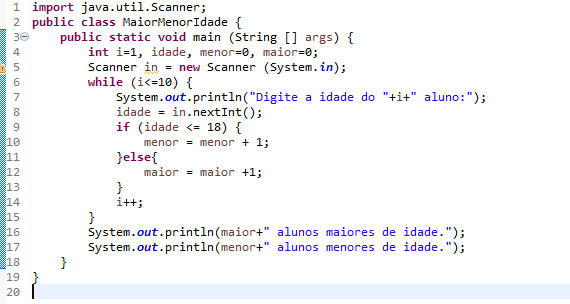 1 import java.util.Scanner;
2 public class MaiorMenorIdade {
3 public static void main (String [] args) {
4 int i=1, idade, menor=0, maior=0;
5 Scanner in = new Scanner (System.in);
6 while (i<=10) {
7 System.out.println("Digite a idade do "+i+" aluno:");
8 idade = in.nextInt();
9 if (idade <= 18) {
10 menor = menor + 1;
11 }else{
12 maior = maior +1;
13 }
14 i++;
15 }
16 System.out.println(maior+" alunos maiores de idade.");
17 System.out.println(menor+" alunos menores de idade.");
18 }
19 }
20